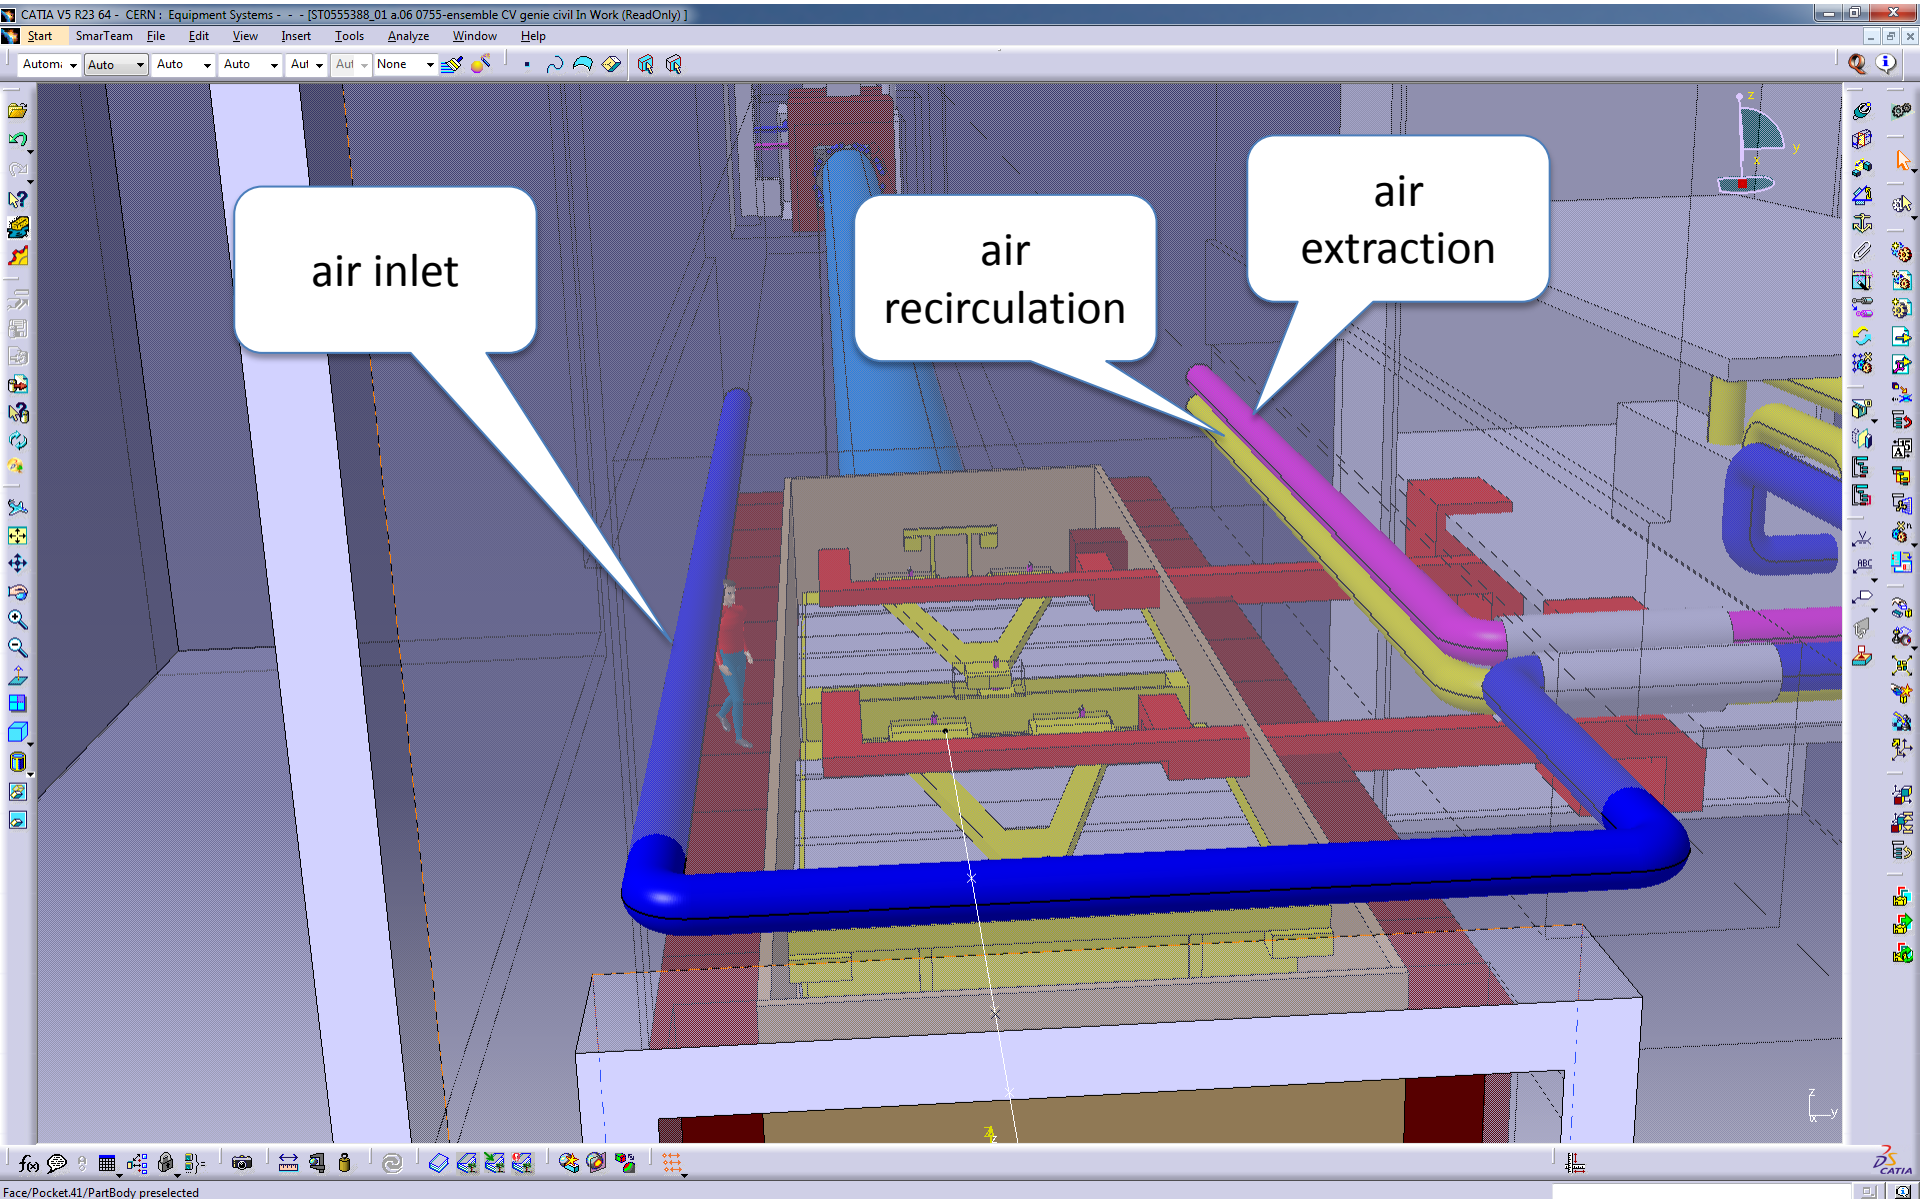 CATIA V5 R23 64 - CERN : Equipment Systems - - - [ST0555388_01 a.06 0755-ensemble CV genie civil In Work (ReadOnly) ]
Start SmarTeam File Edit View Insert Tools Analyze Window Help
Auto Auto Auto None
z
y
x
air
extraction
air inlet
air
recirculation
ABC
z
y
x
f(x)
CATIA
Face/Pocket.41/PartBody preselected